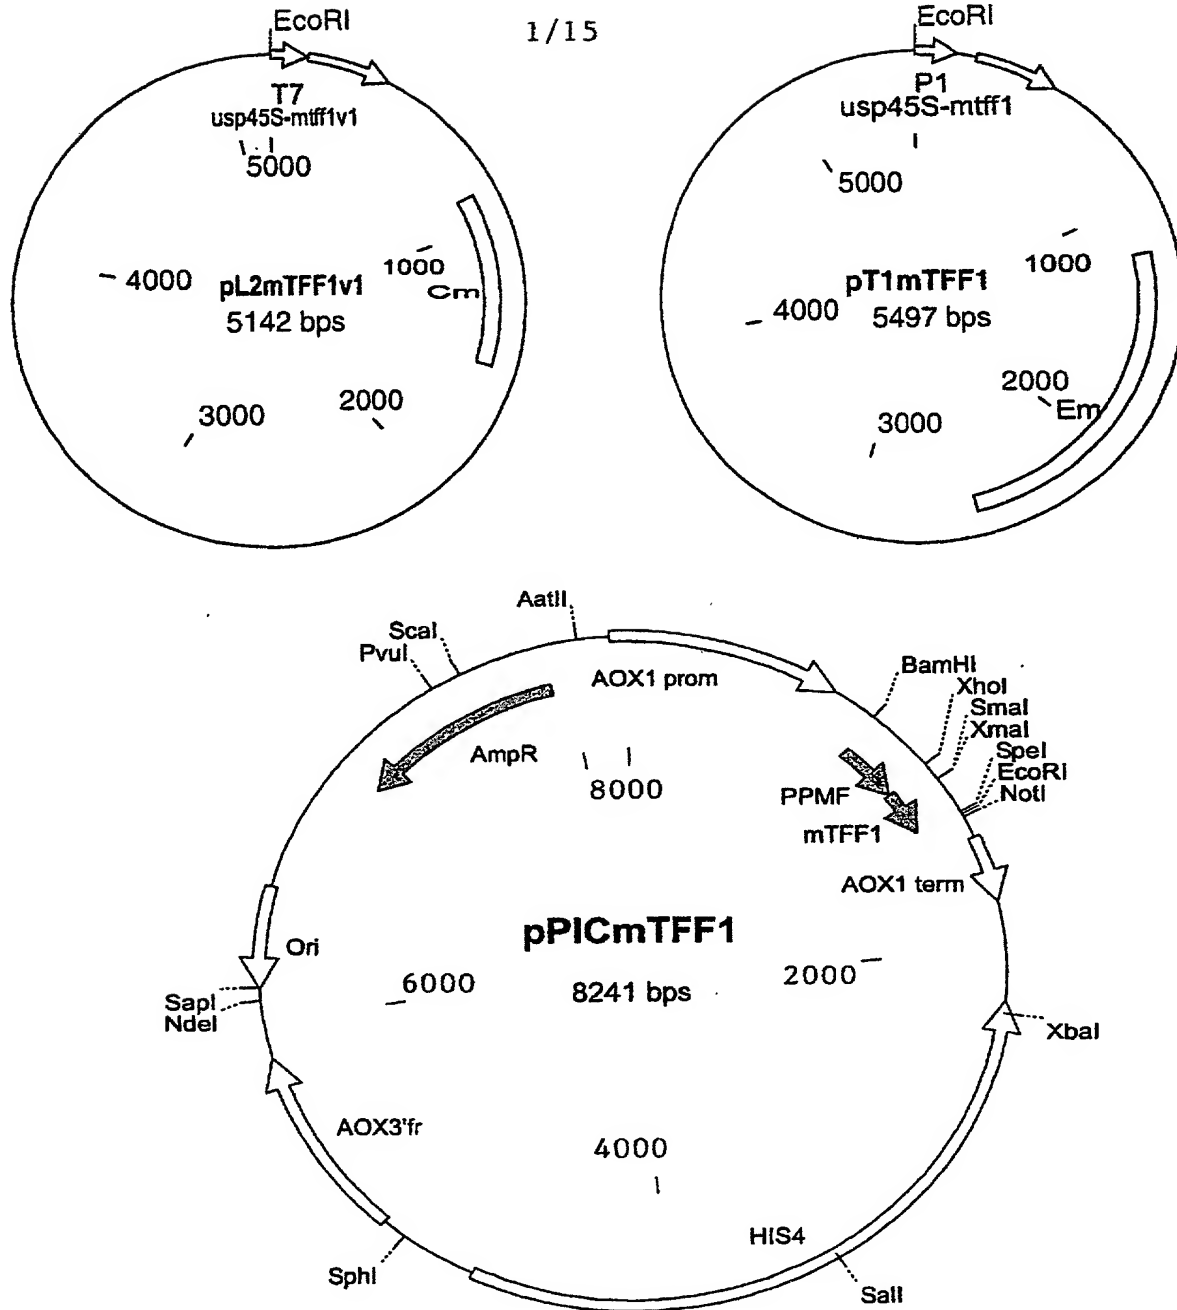 1/15
EcoRI
T7
usp45S-mtff1v1
5000
4000
1000
Cm
pL2mTFF1v1
5142 bps
3000
2000
EcoRI
P1
usp45S-mtff1
5000
1000
pT1mTFF1
4000
5497 bps
2000
Em
3000
AatII
ScaI
PvuI
AOX1 prom
BamHI
XhoI
SmaI
XmaI
SpeI
EcoRI
NotI
AmpR
8000
PPMF
mTFF1
AOX1 term
pPICmTFF1
8241 bps
Ori
6000
2000
SapI
NdeI
XbaI
AOX3'fr
4000
HIS4
SphI
SalI